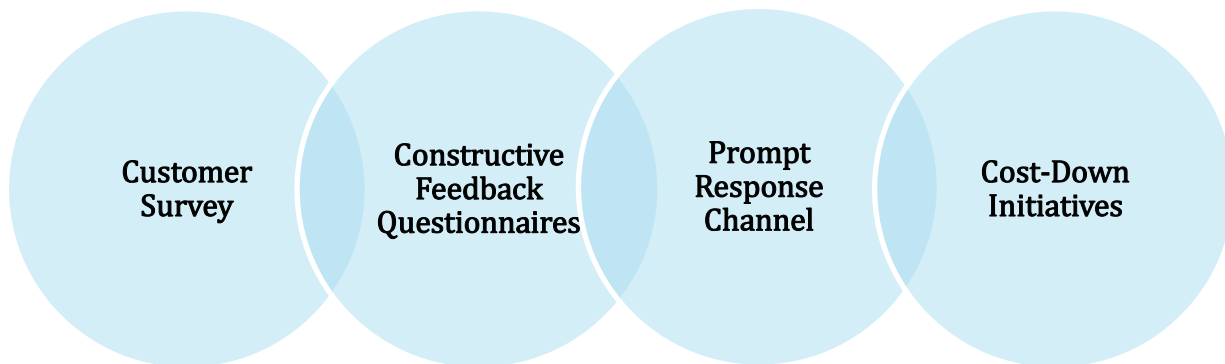 Customer
Survey
Constructive
Feedback
Questionnaires
Prompt
Response
Channel
Cost-Down
Initiatives